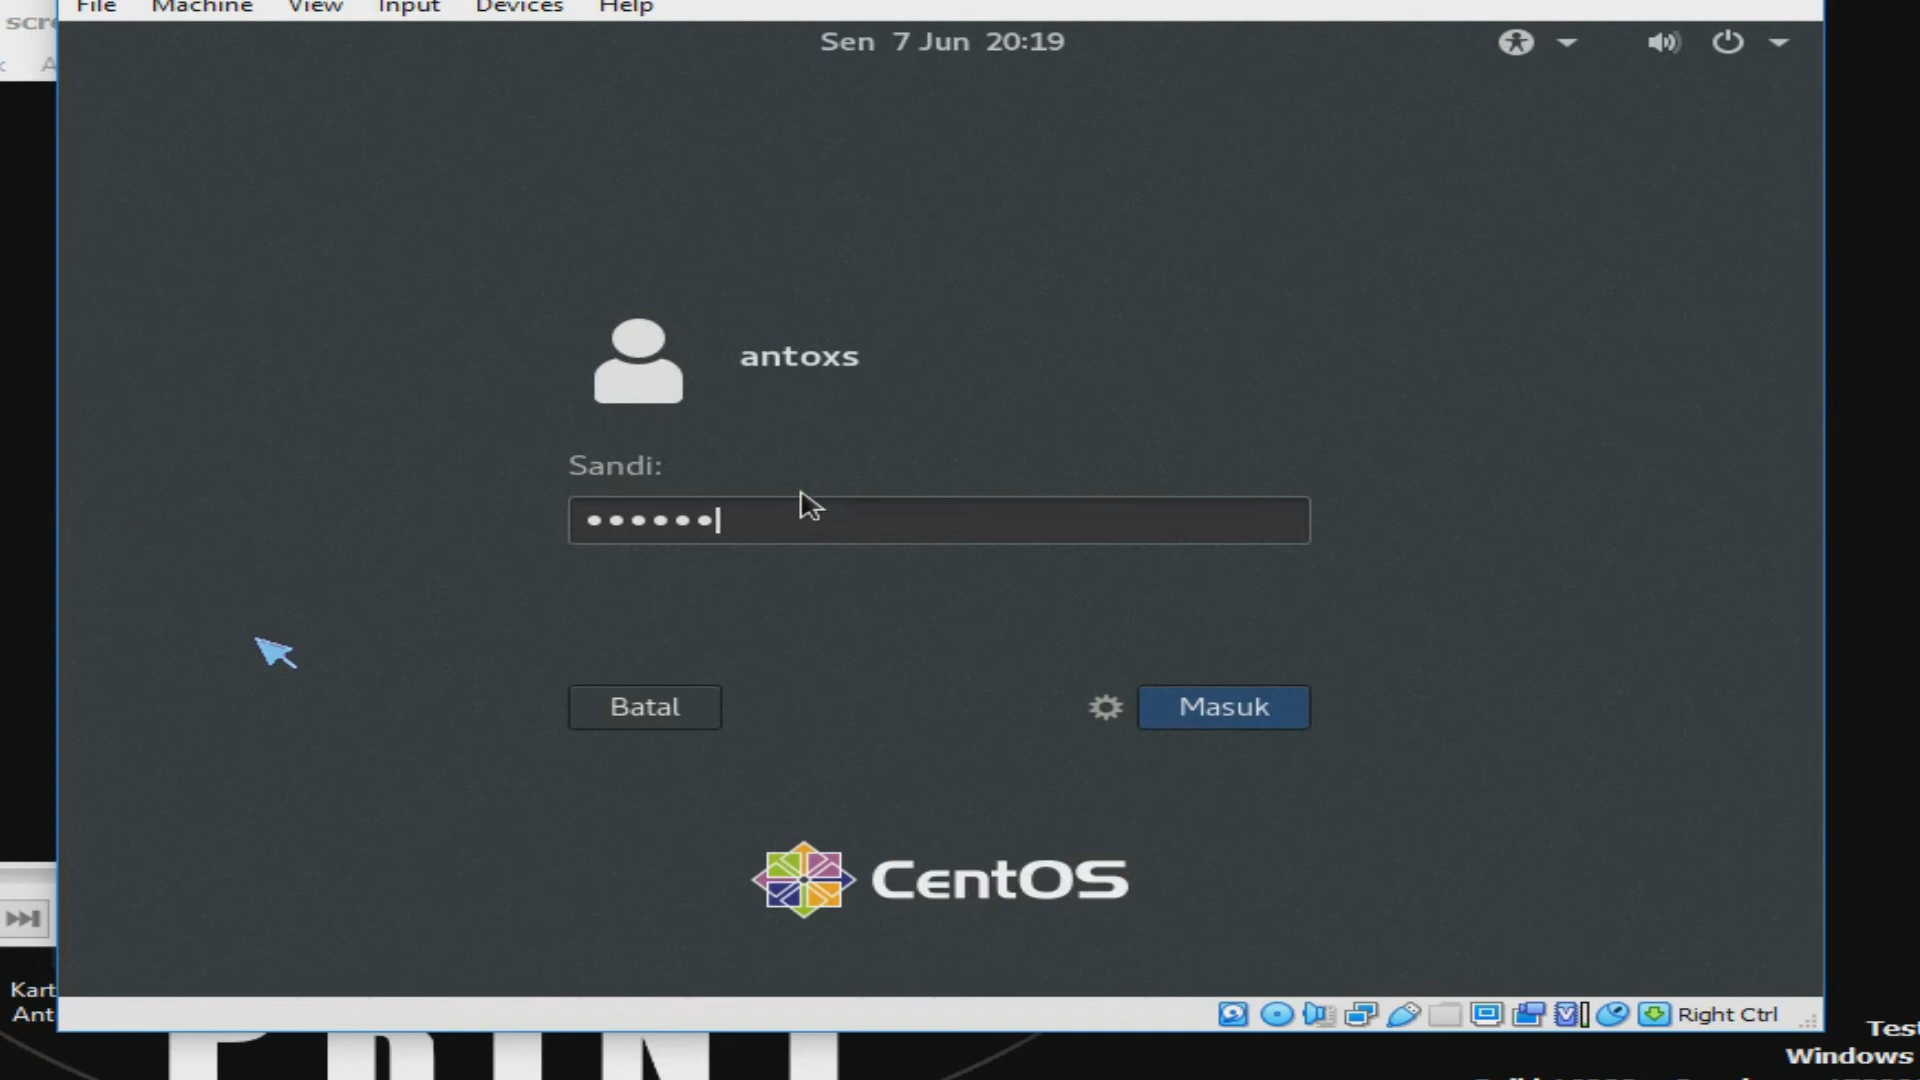 File Machine View Input Devices Help
scre
A
Sen 7 Jun 20:19
antoxs
Sandi:
Batal
Masuk
CentOS
Kart
Ant
Right Ctrl
Test
Windows